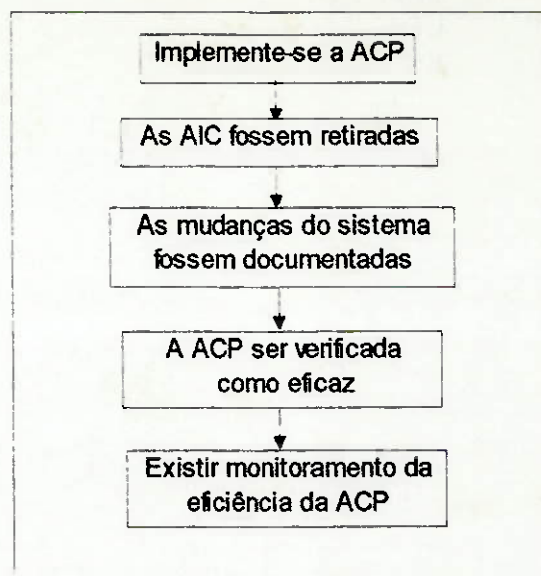 Implemente-se a ACP
As AIC fossem retiradas
As mudanças do sistema
fossem documentadas
A ACP ser verificada
como eficaz
Existir monitoramento da
eficiência da ACP